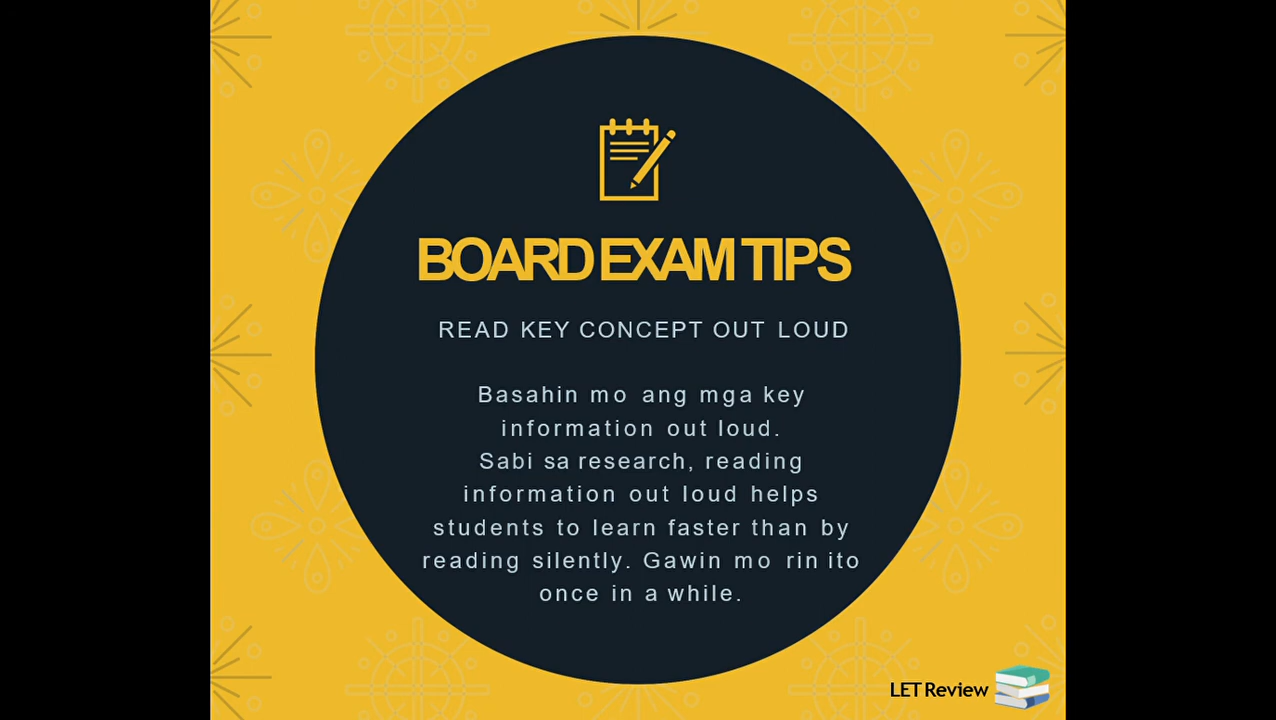 BOARD EXAM TIPS
READ KEY CONCEPT OUT LOUD
Basahin mo ang mga key
information out loud.
Sabi sa research, reading
information out loud helps
students to learn faster than by
reading silently. Gawin mo rin ito
once in a while.
LET Review